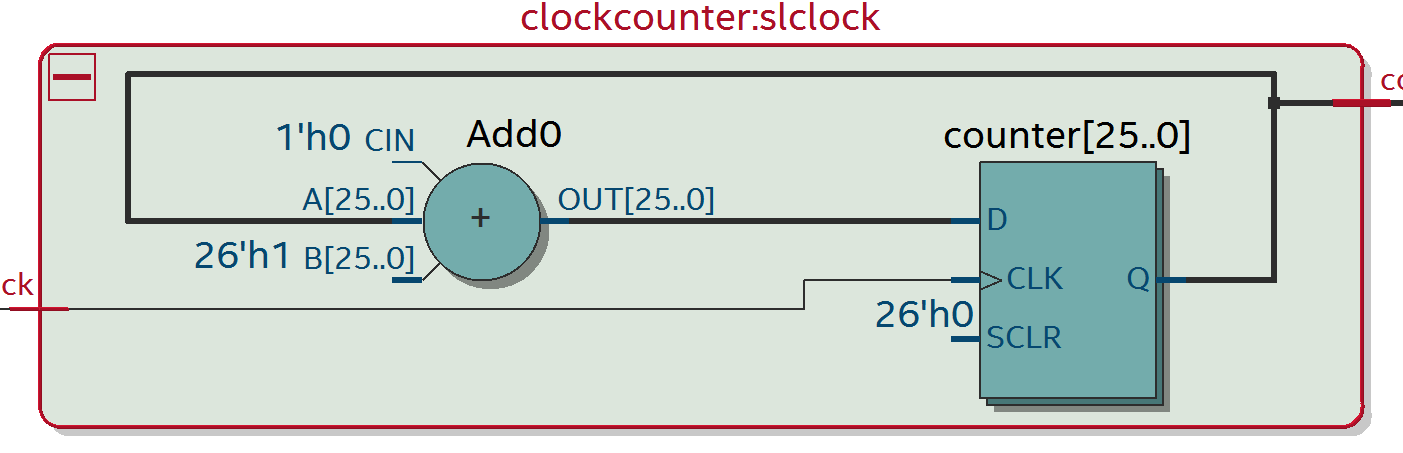 clockcounter:slclock
1'h0 CIN
Add0
counter[25..0]
A[25..0]
+
OUT[25..0]
D
26'h1 B[25..0]
CLK
Q
26'h0
SCLR
ck
co